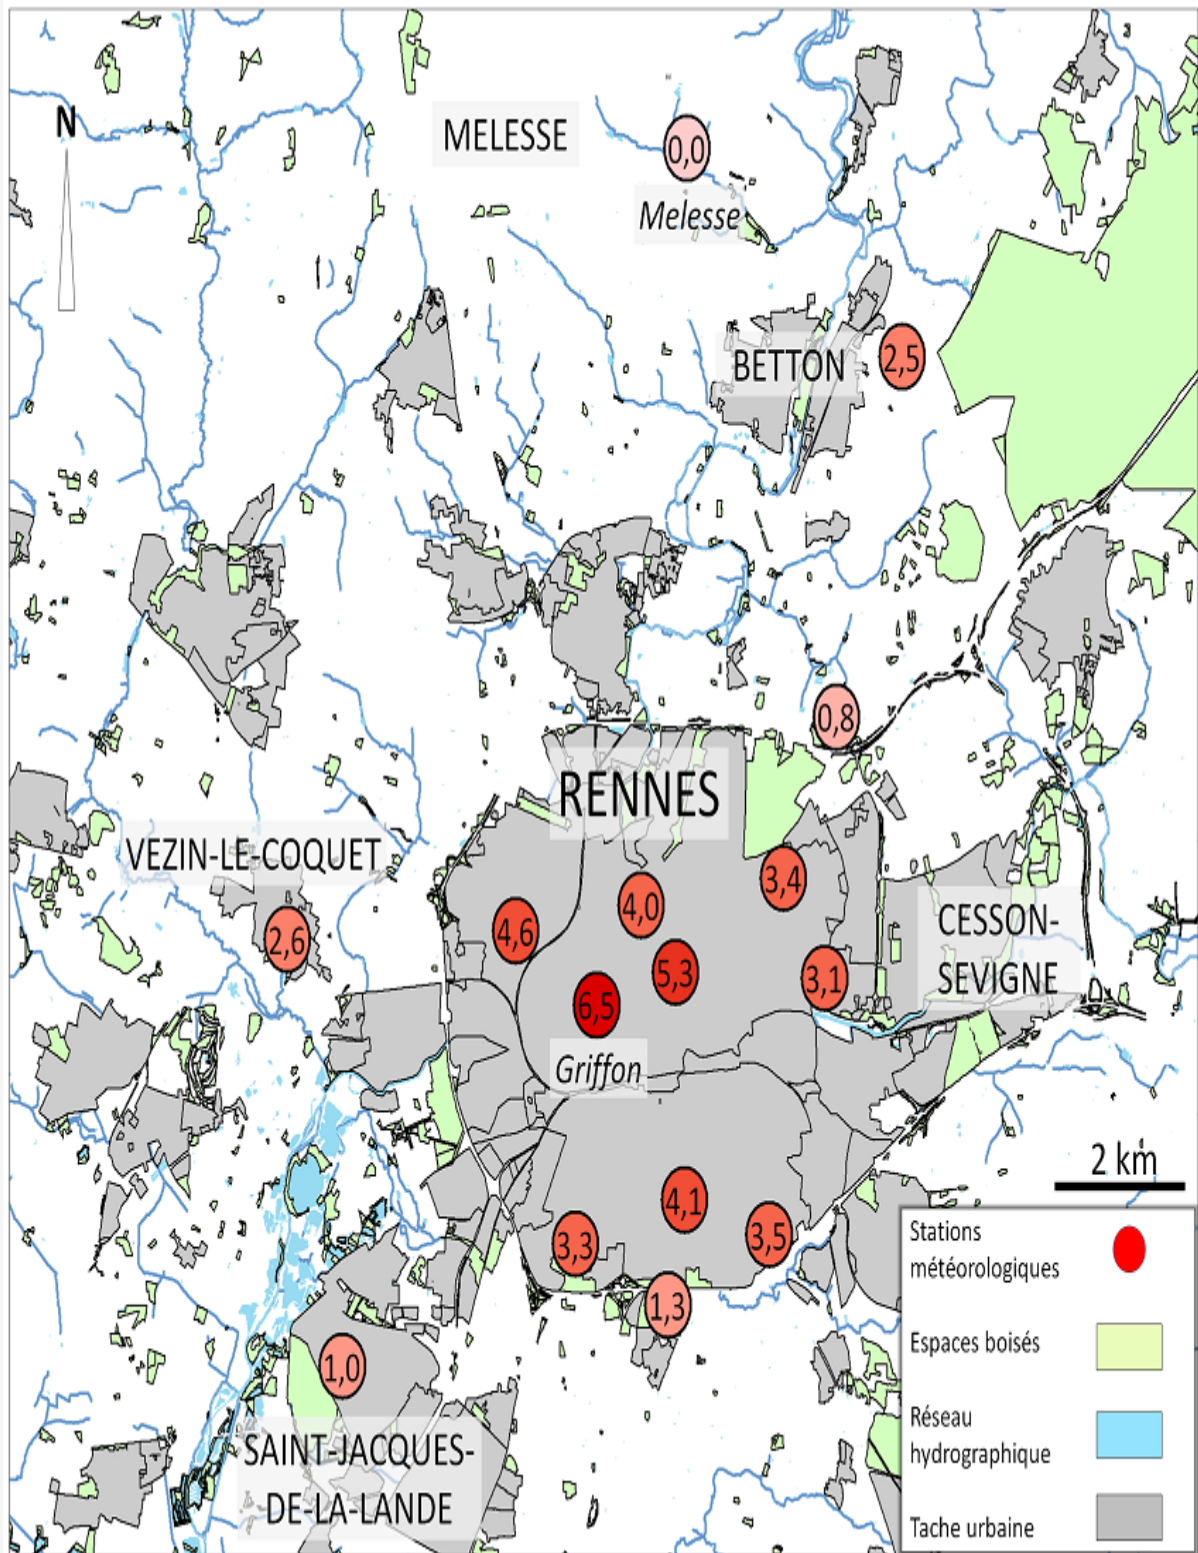 N
MELESSE
0,0
Melesse
BETTON
2,5
0,8
RENNES
VEZIN-LE-COQUET
3,4
4,0
4,6
2,6
CESSON-
SEVIGNE
5,3
3,1
6,5
Griffon
2 km
4,1
3,5
3,3
1,3
1,0
SAINT-JACQUES-
DE-LA-LANDE
Stations
météorologiques
Espaces boisés
Réseau
hydrographique
Tache urbaine